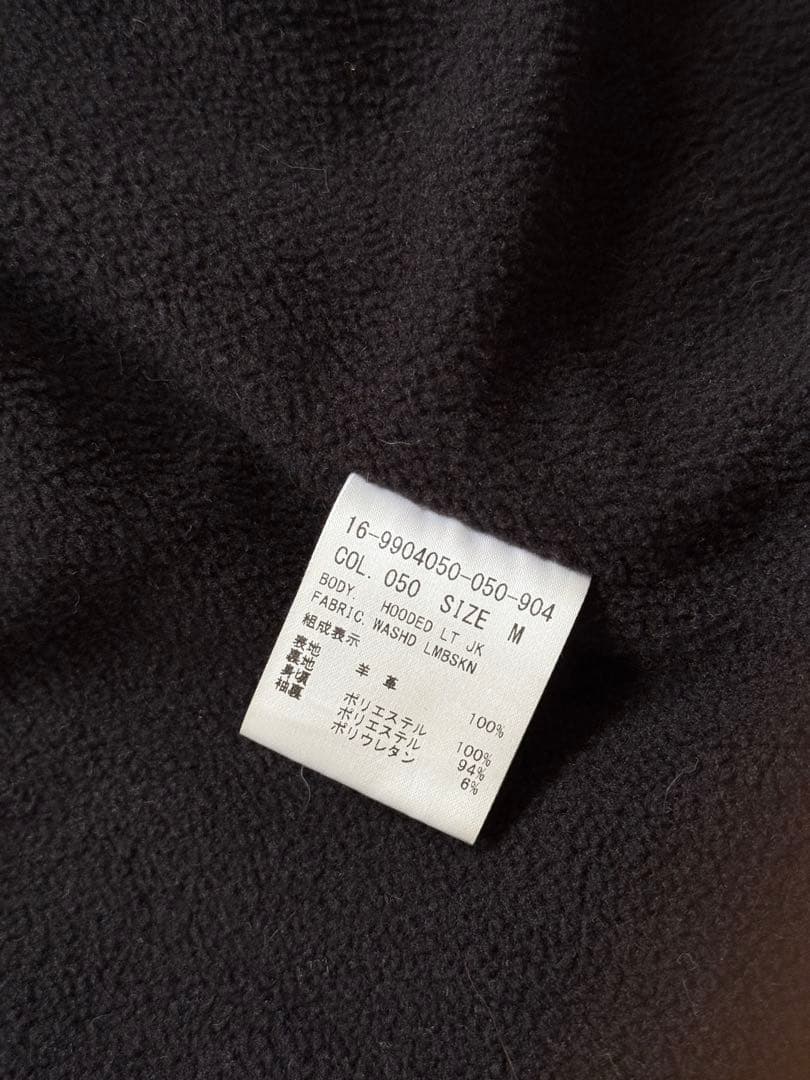 16-9904050-050-904
COL. 050 SIZE M
BODY. HOODED LT JK
FABRIC. WASHD LMBSKN
組成表示
表地 羊革 100%
裏地
身頃 ポリエステル 100%
袖裏 ポリエステル 94%
ポリウレタン 6%